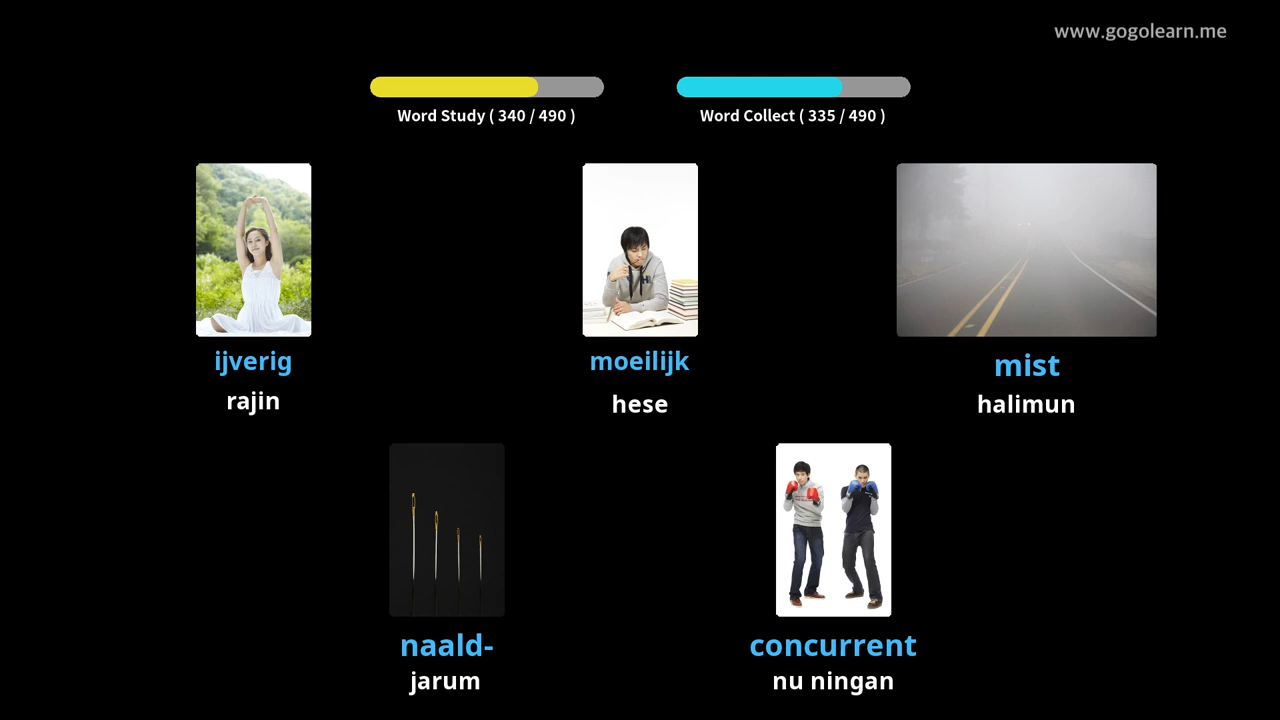 www.gogolearn.me
Word Study ( 340 / 490 )
Word Collect ( 335 / 490 )
ijverig
rajin
moeilijk
hese
mist
halimun
naald-
jarum
concurrent
nu ningan